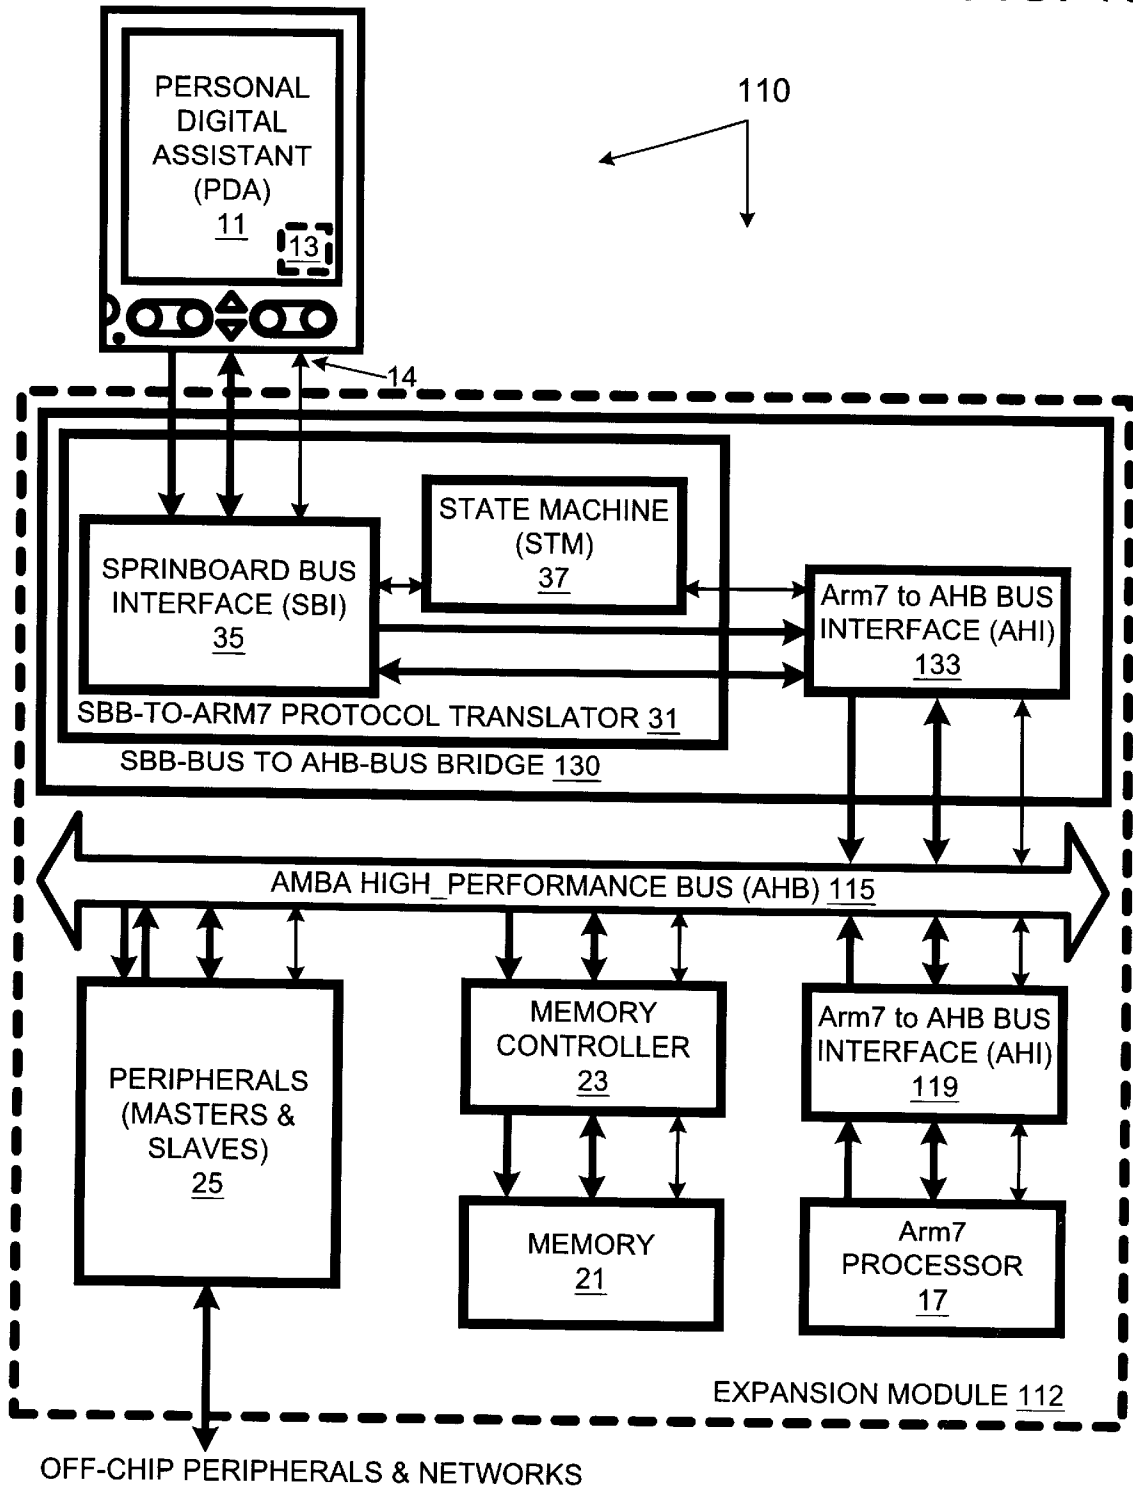 PERSONAL
DIGITAL
ASSISTANT
(PDA)
11
13
110
14
STATE MACHINE
(STM)
37
SPRINBOARD BUS
INTERFACE (SBI)
35
Arm7 to AHB BUS
INTERFACE (AHI)
133
SBB-TO-ARM7 PROTOCOL TRANSLATOR 31
SBB-BUS TO AHB-BUS BRIDGE 130
AMBA HIGH_PERFORMANCE BUS (AHB) 115
PERIPHERALS
(MASTERS &
SLAVES)
25
MEMORY
CONTROLLER
23
Arm7 to AHB BUS
INTERFACE (AHI)
119
MEMORY
21
Arm7
PROCESSOR
17
EXPANSION MODULE 112
OFF-CHIP PERIPHERALS & NETWORKS